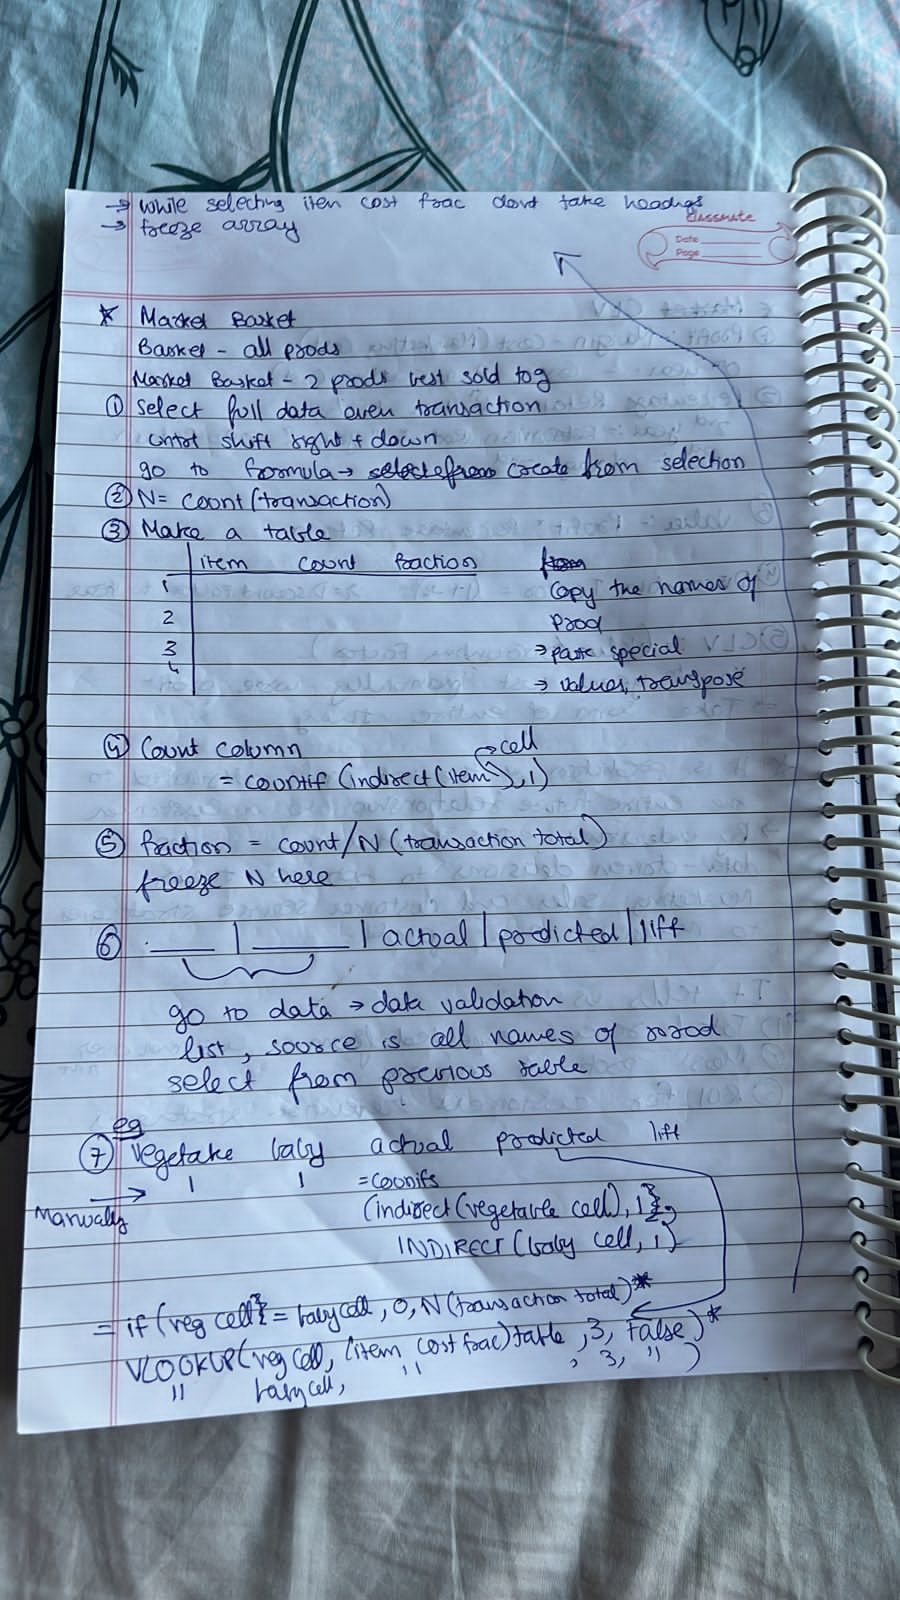 → while selecting item cost frac dont take headings
→ freeze array
classmate
Date
Page
* Market Basket
Basket - all prods
Market Basket - 2 prods best sold tog
① select full data even transaction
cntrl shift right + down
go to formula → create from selection
② N = count (transaction)
③ Make a table
item count fraction
1 Copy the names of
2 prod
3 → paste special
4 → values, transpose
④ Count column → cell
= countif (indirect (item), 1)
⑤ fraction = count/N (transaction total)
freeze N here
⑥ ___ | ___ | actual | predicted | lift
go to data → data validation
list, source is all names of prod
select from previous table
eg
⑦ vegetable baby actual predicted lift
Manually → 1 1 = countifs
(indirect (vegetable cell), 1,
INDIRECT (baby cell, 1)
= if (veg cell = baby cell, 0, N (transaction total) *
VLOOKUP (veg cell, (item cost frac) table, 3, false) *
" baby cell, " , 3, " )